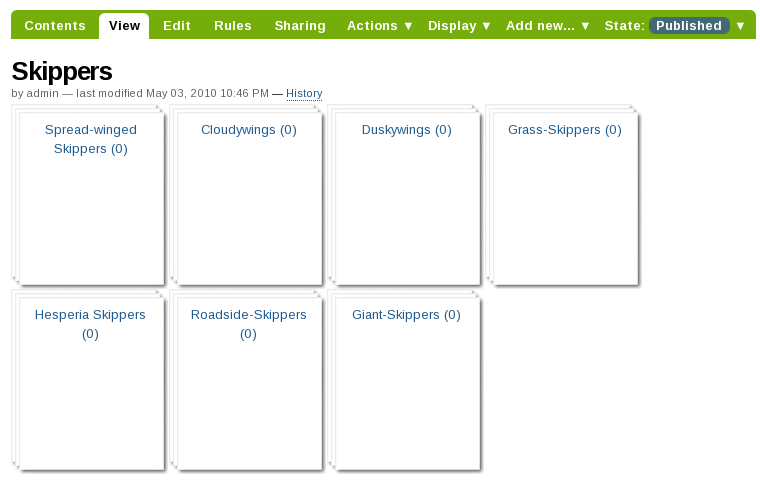 Contents View Edit Rules Sharing Actions ▼ Display ▼ Add new... ▼ State: Published ▼
Skippers
by admin — last modified May 03, 2010 10:46 PM — History
Spread-winged
Skippers (0)
Cloudywings (0)
Duskywings (0)
Grass-Skippers (0)
Hesperia Skippers
(0)
Roadside-Skippers
(0)
Giant-Skippers (0)